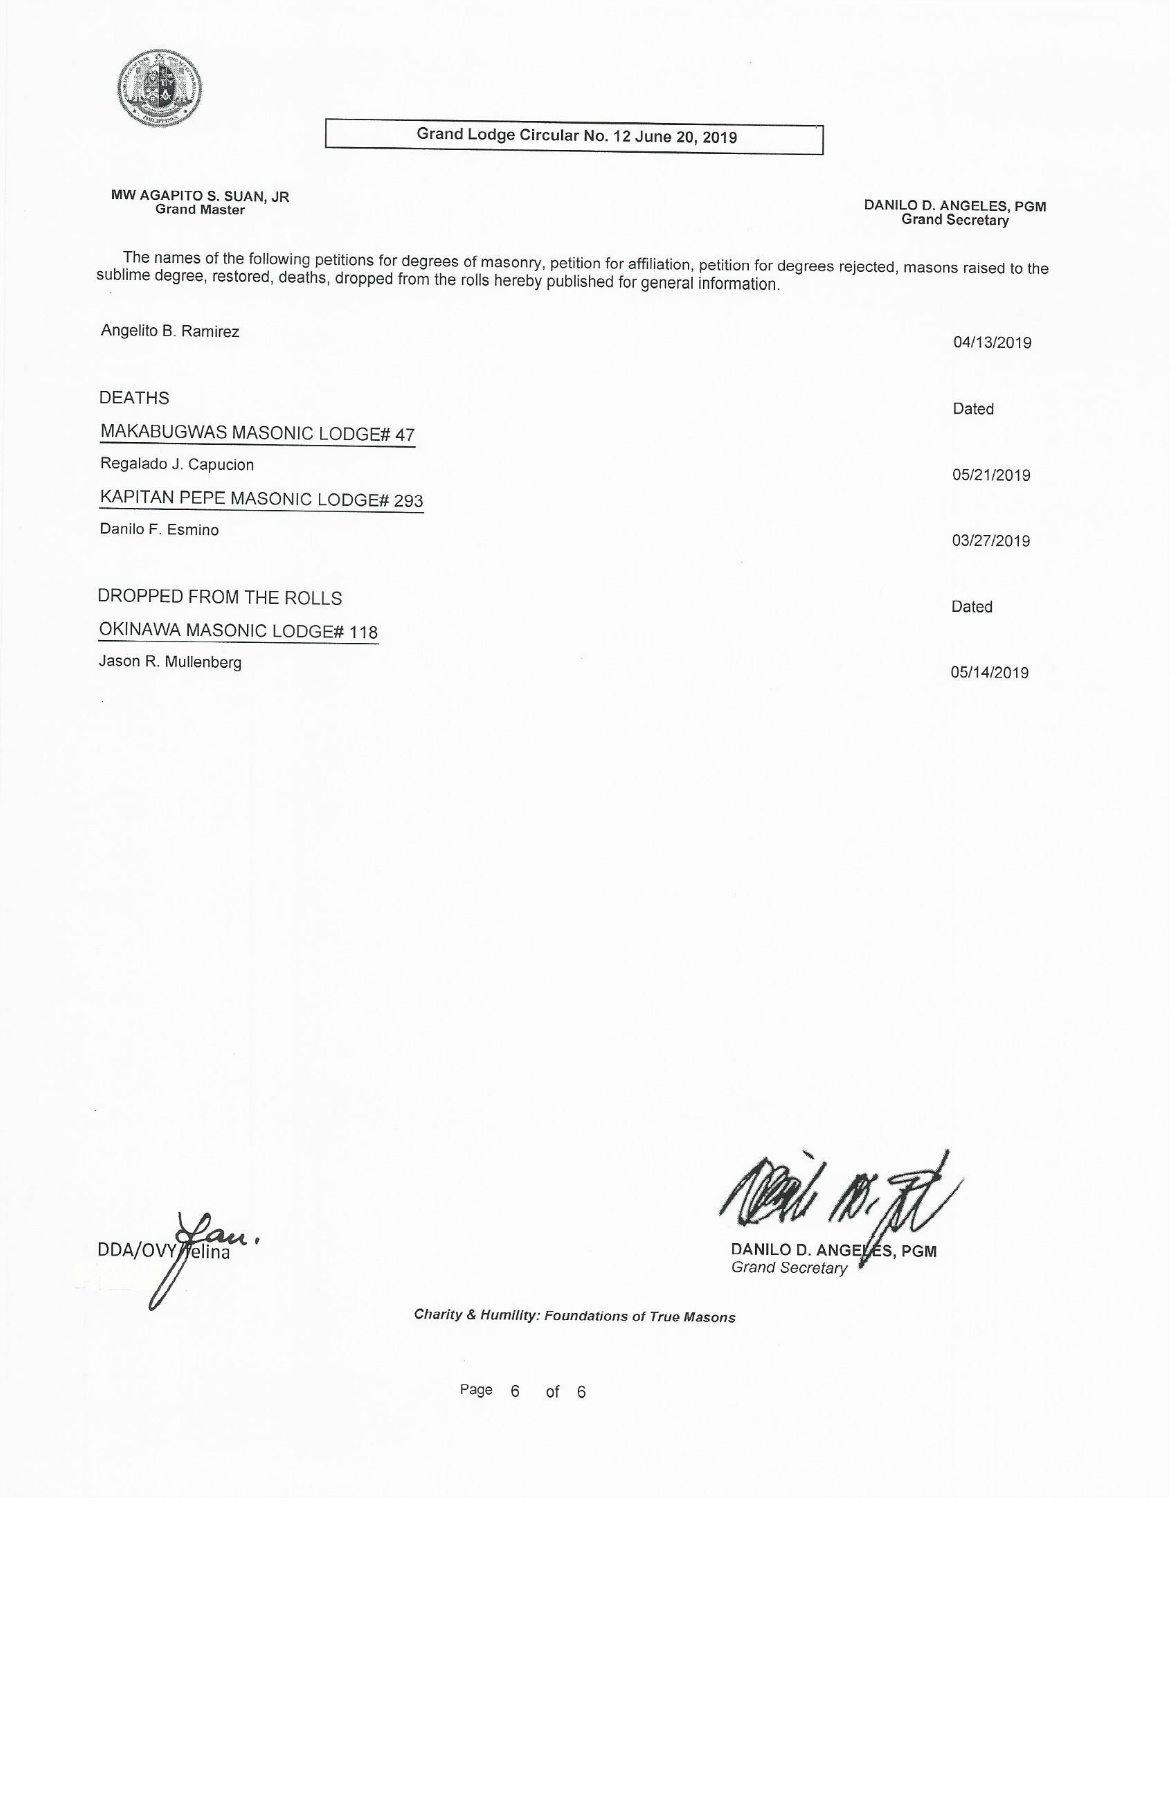 PHILIPPINES
Grand Lodge Circular No. 12 June 20, 2019
MW AGAPITO S. SUAN, JR
Grand Master
DANILO D. ANGELES, PGM
Grand Secretary
The names of the following petitions for degrees of masonry, petition for affiliation, petition for degrees rejected, masons raised to the
sublime degree, restored, deaths, dropped from the rolls hereby published for general information.
Angelito B. Ramirez 04/13/2019
DEATHS Dated
MAKABUGWAS MASONIC LODGE# 47
Regalado J. Capucion 05/21/2019
KAPITAN PEPE MASONIC LODGE# 293
Danilo F. Esmino 03/27/2019
DROPPED FROM THE ROLLS Dated
OKINAWA MASONIC LODGE# 118
Jason R. Mullenberg 05/14/2019
DDA/OVY/felina
DANILO D. ANGELES, PGM
Grand Secretary
Charity & Humility: Foundations of True Masons
Page 6 of 6